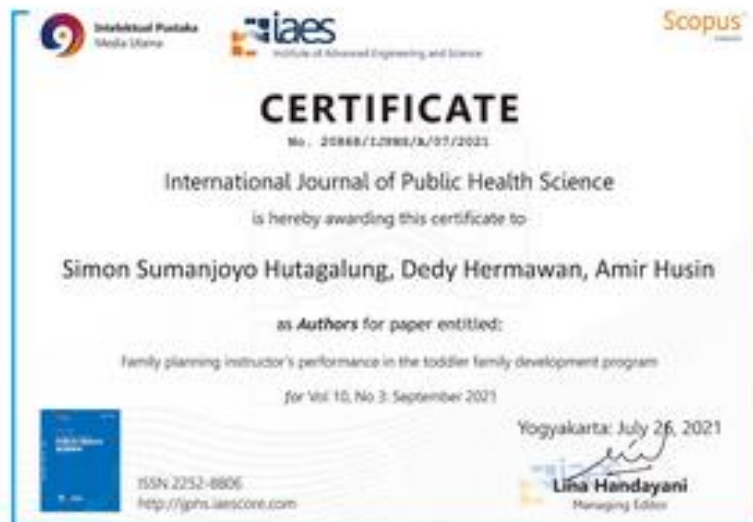 Intelektual Pustaka
Media Utama
iaes
Institute of Advanced Engineering and Science
Scopus
CERTIFICATE
International Journal of Public Health Science
is hereby awarding this certificate to
Simon Sumanjoyo Hutagalung, Dedy Hermawan, Amir Husin
as Authors for paper entitled:
Family planning instructor's performance in the toddler family development program
for Vol 10, No 3: September 2021
Yogyakarta: July 26, 2021
ISSN 2252-8806
http://ijphs.iaescore.com
Lina Handayani
Managing Editor